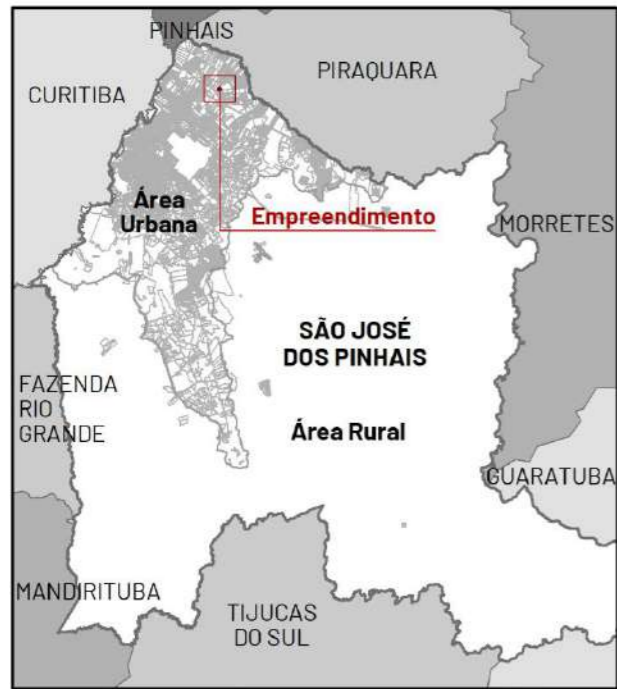 PINHAIS
PIRAQUARA
CURITIBA
Área
Urbana
Empreendimento
MORRETES
SÃO JOSÉ
DOS PINHAIS
FAZENDA
RIO
GRANDE
Área Rural
GUARATUBA
MANDIRITUBA
TIJUCAS
DO SUL